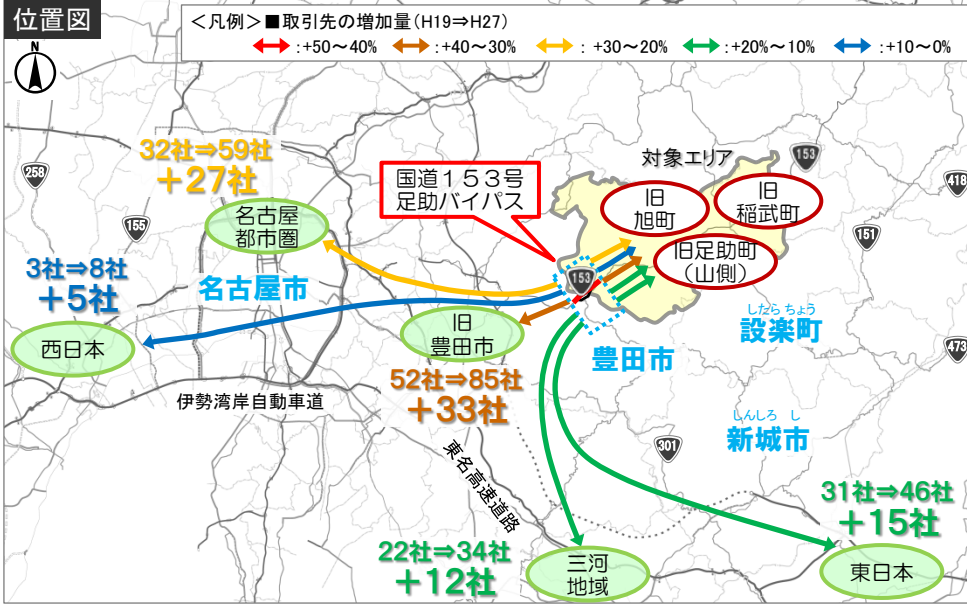 位置図
＜凡例＞■取引先の増加量(H19⇒H27)
:+50～40% :+40～30% : +30～20% :+20%～10% :+10～0%
N
32社⇒59社
+27社
258
155
名古屋
都市圏
国道１５３号
足助バイパス
対象エリア
153
418
旧
旭町
旧
稲武町
151
旧足助町
（山側）
153
3社⇒8社
+5社
名古屋市
西日本
旧
豊田市
豊田市
したら ちょう
設楽町
473
52社⇒85社
+33社
伊勢湾岸自動車道
しんしろ し
新城市
301
東名高速道路
31社⇒46社
+15社
22社⇒34社
+12社
三河
地域
東日本